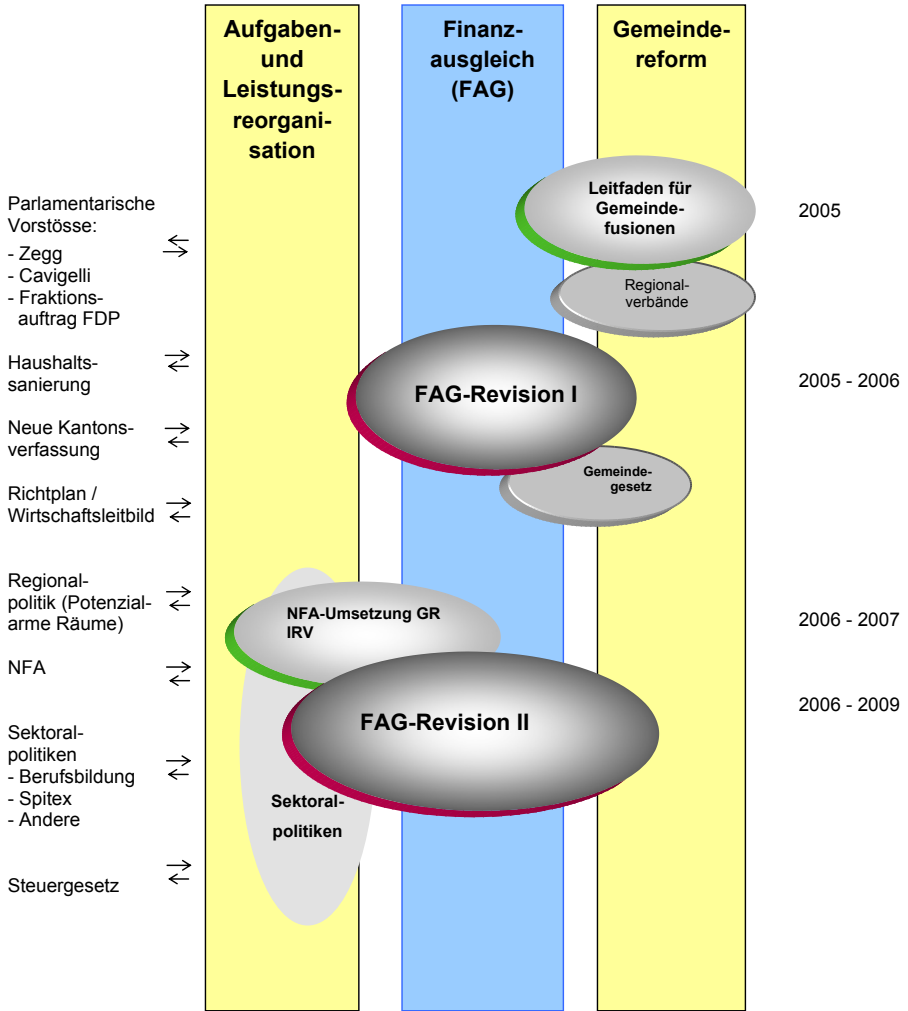 Aufgaben-
und
Leistungs-
reorgani-
sation
Finanz-
ausgleich
(FAG)
Gemeinde-
reform
Parlamentarische
Vorstösse:
- Zegg
- Cavigelli
- Fraktions-
auftrag FDP
Haushalts-
sanierung
Neue Kantons-
verfassung
Richtplan /
Wirtschaftsleitbild
Regional-
politik (Potenzial-
arme Räume)
NFA
Sektoral-
politiken
- Berufsbildung
- Spitex
- Andere
Steuergesetz
Leitfaden für
Gemeinde-
fusionen
Regional-
verbände
FAG-Revision I
Gemeinde-
gesetz
NFA-Umsetzung GR
IRV
FAG-Revision II
Sektoral-
politiken
2005
2005 - 2006
2006 - 2007
2006 - 2009